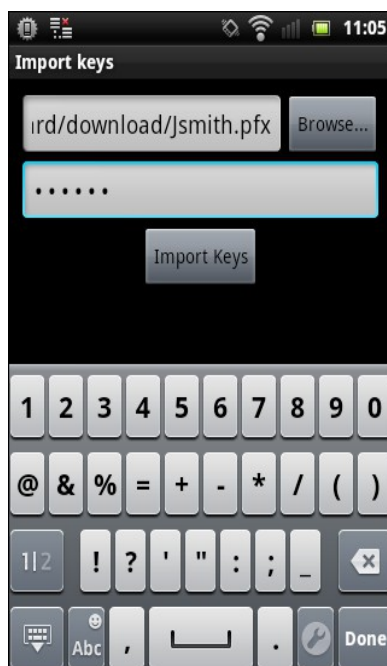 11:05
Import keys
ard/download/Jsmith.pfx Browse...
••••••
Import Keys
1 2 3 4 5 6 7 8 9 0
@ & % = + - * / ( )
1|2 ! ? ' " : ; _
Abc , . Done